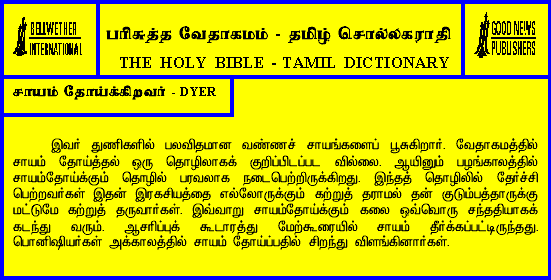 BELLWETHER
INTERNATIONAL
பரிசுத்த வேதாகமம் - தமிழ் சொல்லகராதி
THE HOLY BIBLE - TAMIL DICTIONARY
GOOD NEWS
PUBLISHERS
சாயம் தோய்க்கிறவர் - DYER
இவர் துணிகளில் பலவிதமான வண்ணச் சாயங்களைப் பூசுகிறார். வேதாகமத்தில்
சாயம் தோய்த்தல் ஒரு தொழிலாகக் குறிப்பிடப்பட வில்லை. ஆயினும் பழங்காலத்தில்
சாயம்தோய்க்கும் தொழில் பரவலாக நடைபெற்றிருக்கிறது. இந்தத் தொழிலில் தேர்ச்சி
பெற்றவர்கள் இதன் இரகசியத்தை எல்லோருக்கும் கற்றுத் தராமல் தன் குடும்பத்தாருக்கு
மட்டுமே கற்றுத் தருவார்கள். இவ்வாறு சாயம்தோய்க்கும் கலை ஒவ்வொரு சந்ததியாகக்
கடந்து வரும். ஆசரிப்புக் கூடாரத்து மேற்கூரையில் சாயம் தீர்க்கப்பட்டிருந்தது.
பொனிஷியர்கள் அக்காலத்தில் சாயம் தோய்ப்பதில் சிறந்து விளங்கினார்கள்.